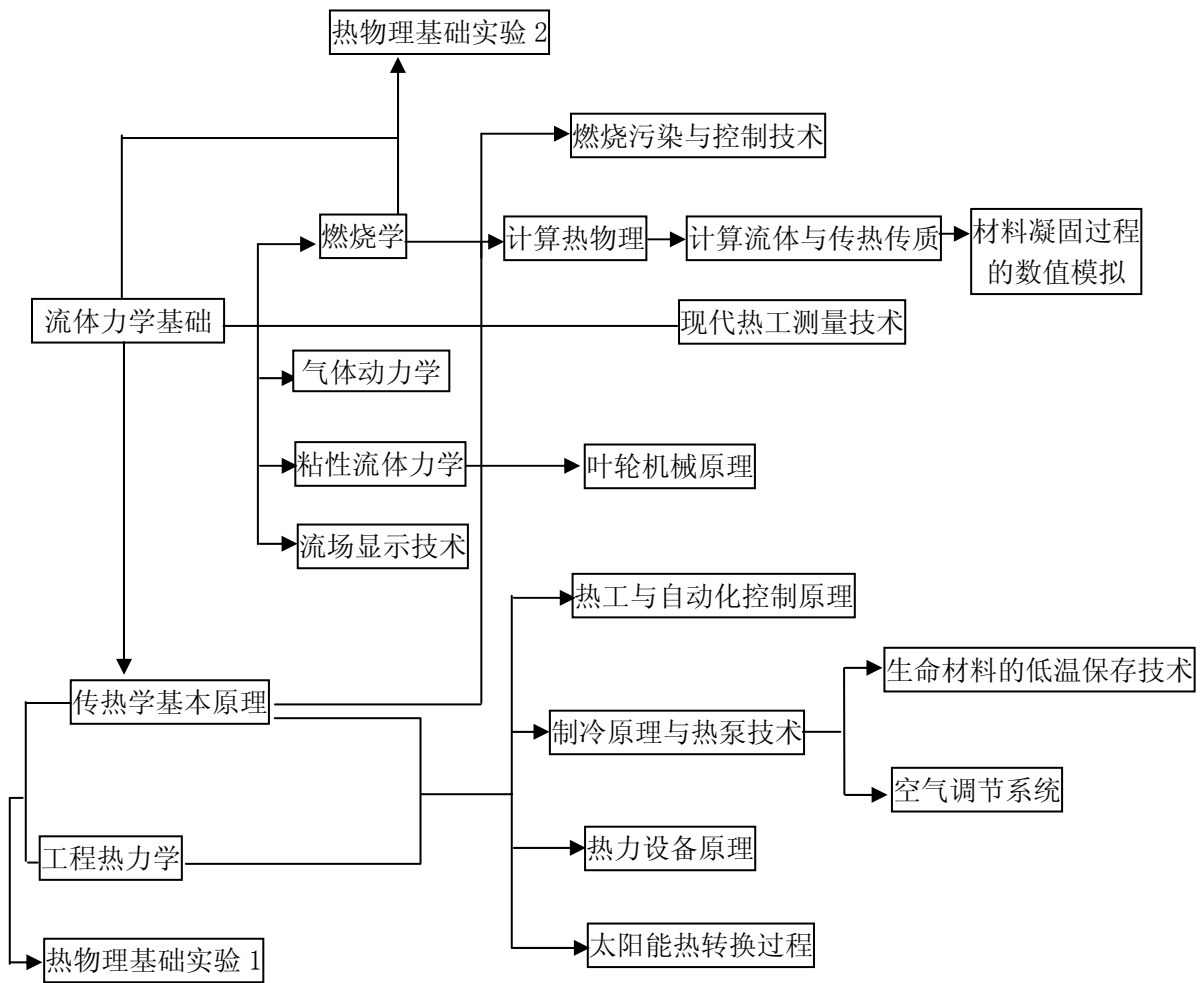 热物理基础实验 2
燃烧污染与控制技术
燃烧学
计算热物理
计算流体与传热传质
材料凝固过程
的数值模拟
流体力学基础
现代热工测量技术
气体动力学
粘性流体力学
叶轮机械原理
流场显示技术
热工与自动化控制原理
生命材料的低温保存技术
传热学基本原理
制冷原理与热泵技术
空气调节系统
工程热力学
热力设备原理
太阳能热转换过程
热物理基础实验 1